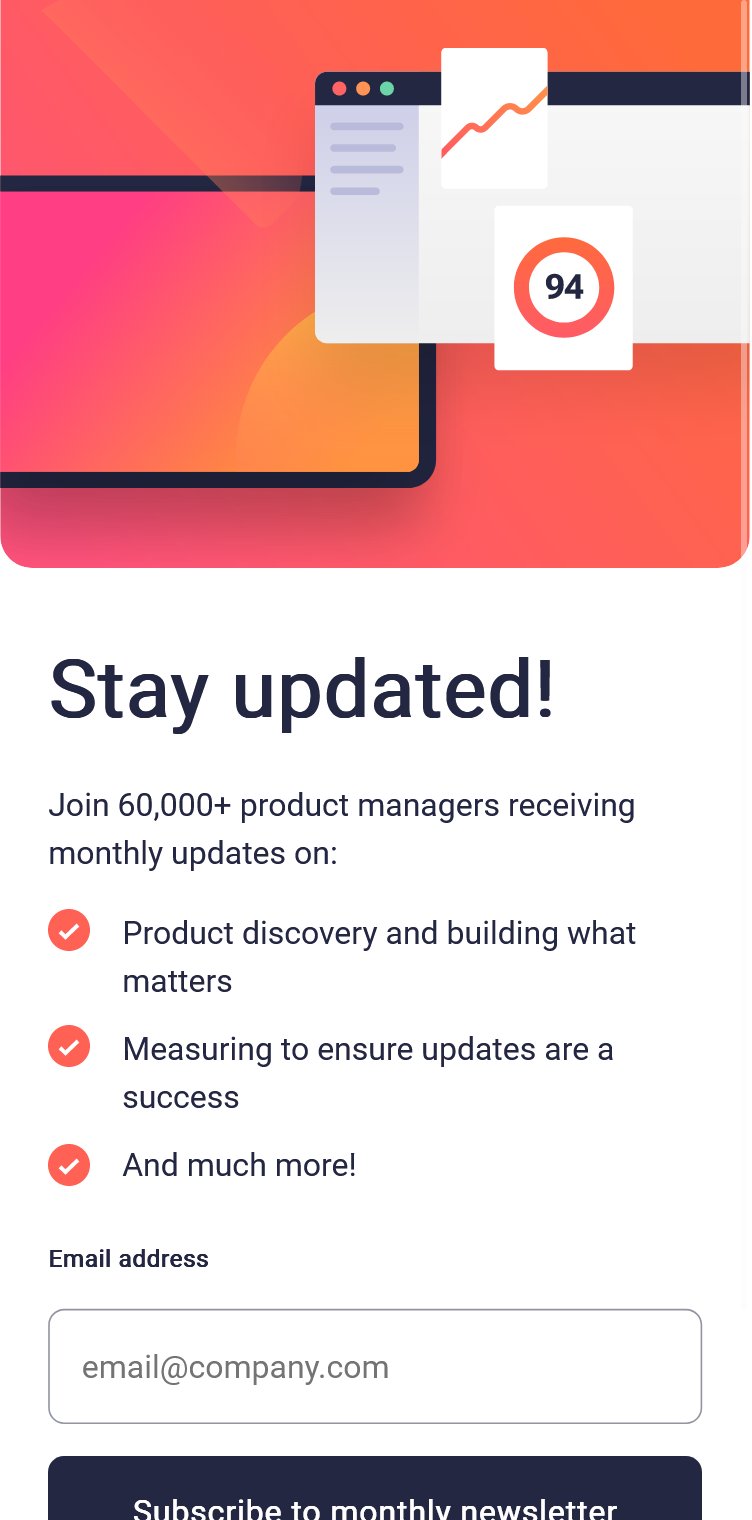 94
Stay updated!
Join 60,000+ product managers receiving
monthly updates on:
Product discovery and building what
matters
Measuring to ensure updates are a
success
And much more!
Email address
email@company.com
Subscribe to monthly newsletter